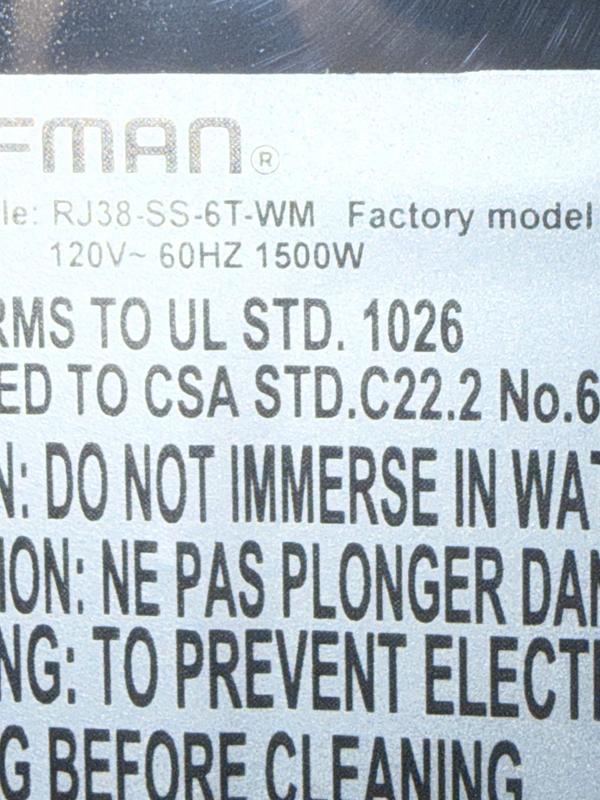 FMAN®
le: RJ38-SS-6T-WM Factory model
120V~ 60HZ 1500W
RMS TO UL STD. 1026
ED TO CSA STD.C22.2 No.6
N: DO NOT IMMERSE IN WAT
ION: NE PAS PLONGER DAN
NG: TO PREVENT ELECTI
G BEFORE CLEANING